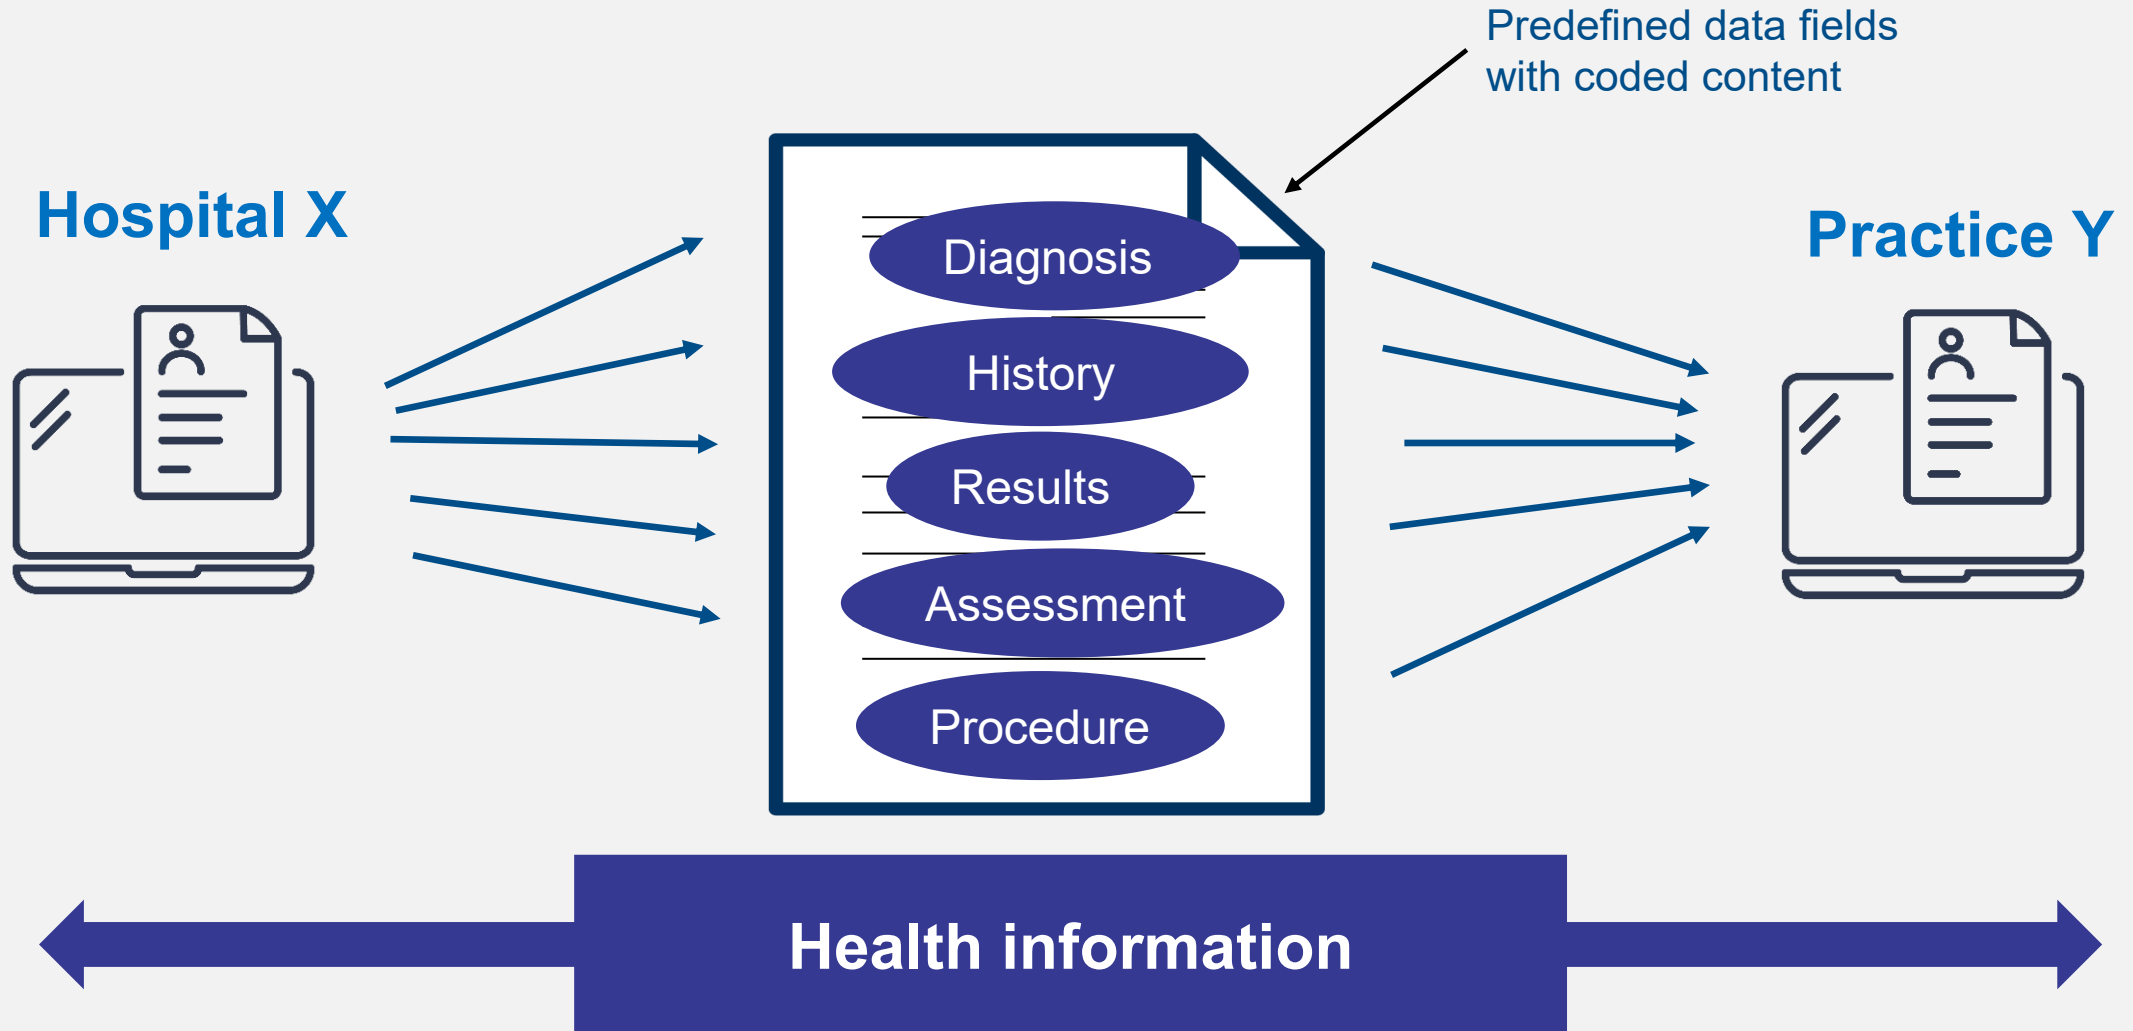 Predefined data fields
with coded content
Hospital X
Practice Y
Diagnosis
History
Results
Assessment
Procedure
Health information